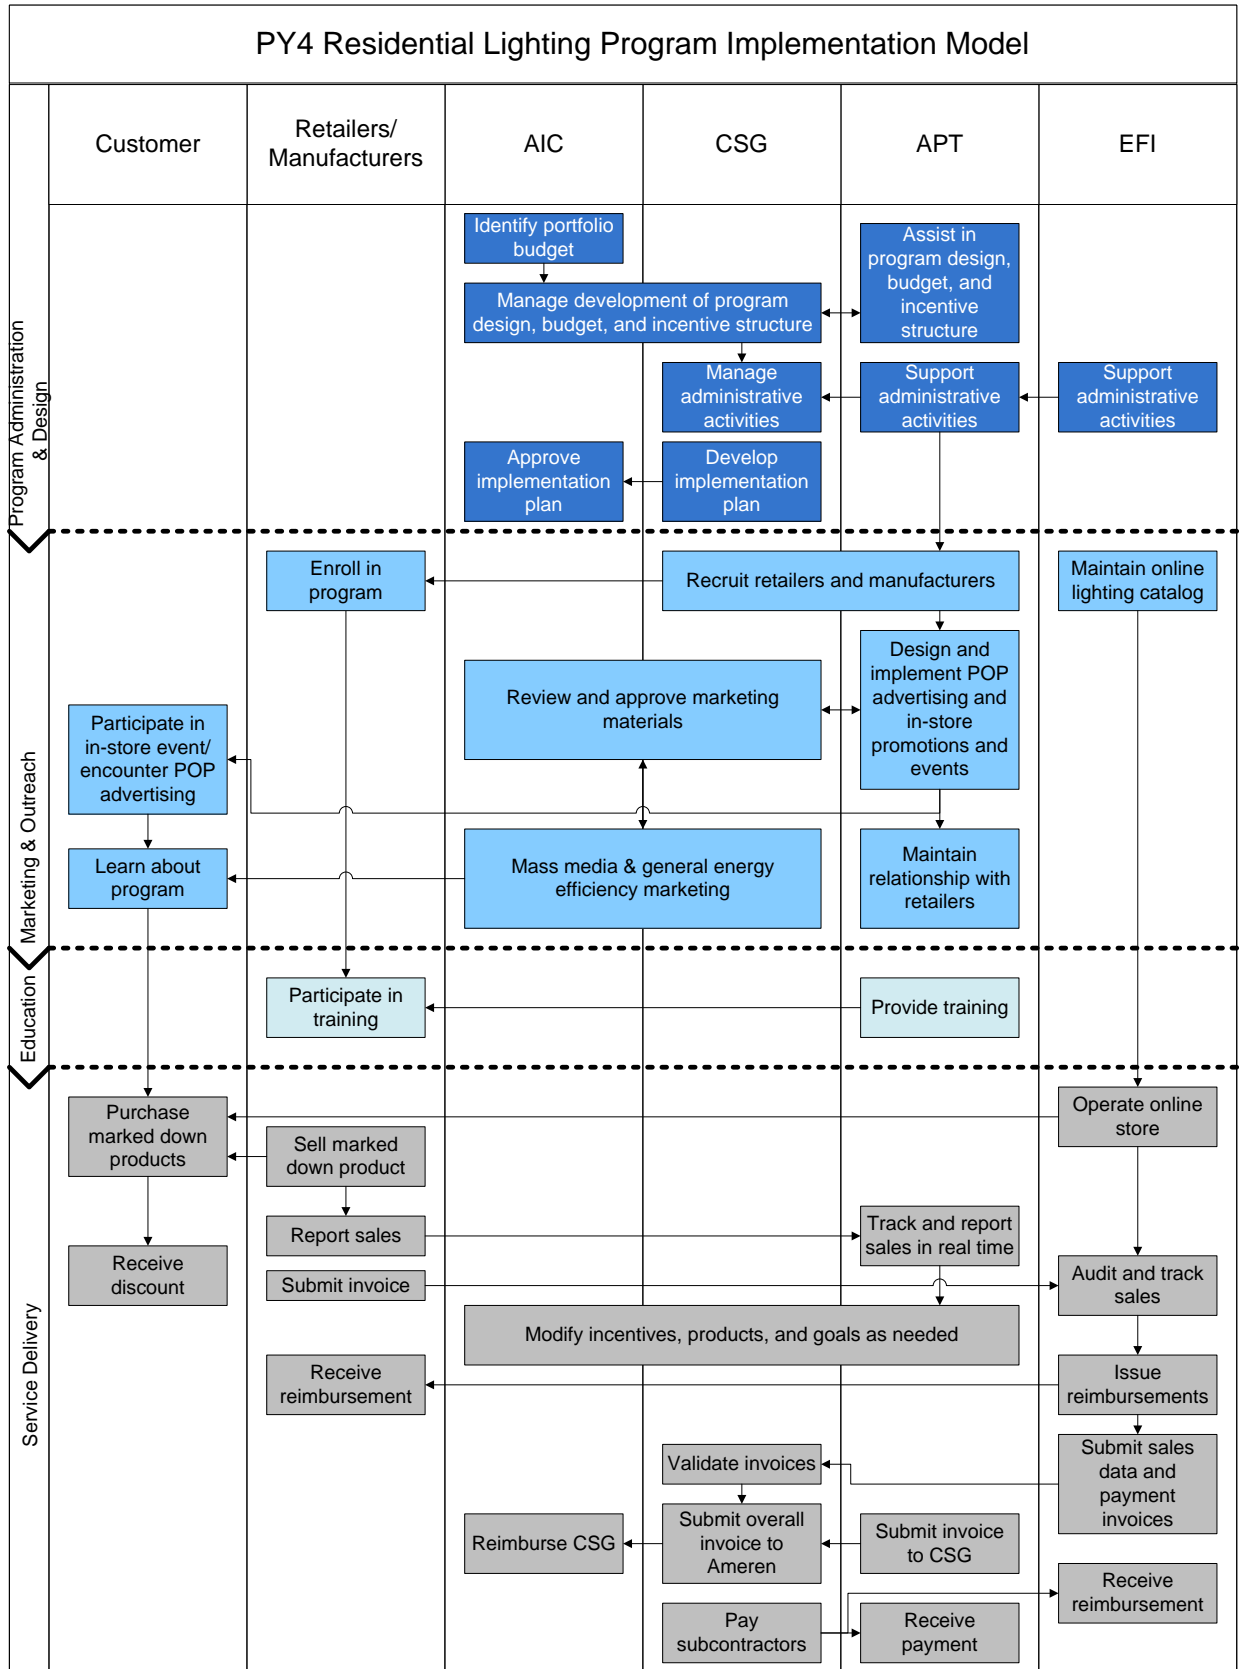 PY4 Residential Lighting Program Implementation Model
Customer
Retailers/
Manufacturers
AIC
CSG
APT
EFI
Program Administration
& Design
Identify portfolio
budget
Assist in
program design,
budget, and
incentive
structure
Manage development of program
design, budget, and incentive structure
Manage
administrative
activities
Support
administrative
activities
Support
administrative
activities
Approve
implementation
plan
Develop
implementation
plan
Marketing & Outreach
Enroll in
program
Recruit retailers and manufacturers
Maintain online
lighting catalog
Design and
implement POP
advertising and
in-store
promotions and
events
Review and approve marketing
materials
Participate in
in-store event/
encounter POP
advertising
Learn about
program
Mass media & general energy
efficiency marketing
Maintain
relationship with
retailers
Education
Participate in
training
Provide training
Service Delivery
Purchase
marked down
products
Operate online
store
Sell marked
down product
Report sales
Track and report
sales in real time
Receive
discount
Submit invoice
Audit and track
sales
Modify incentives, products, and goals as needed
Receive
reimbursement
Issue
reimbursements
Validate invoices
Submit sales
data and
payment
invoices
Reimburse CSG
Submit overall
invoice to
Ameren
Submit invoice
to CSG
Receive
reimbursement
Pay
subcontractors
Receive
payment